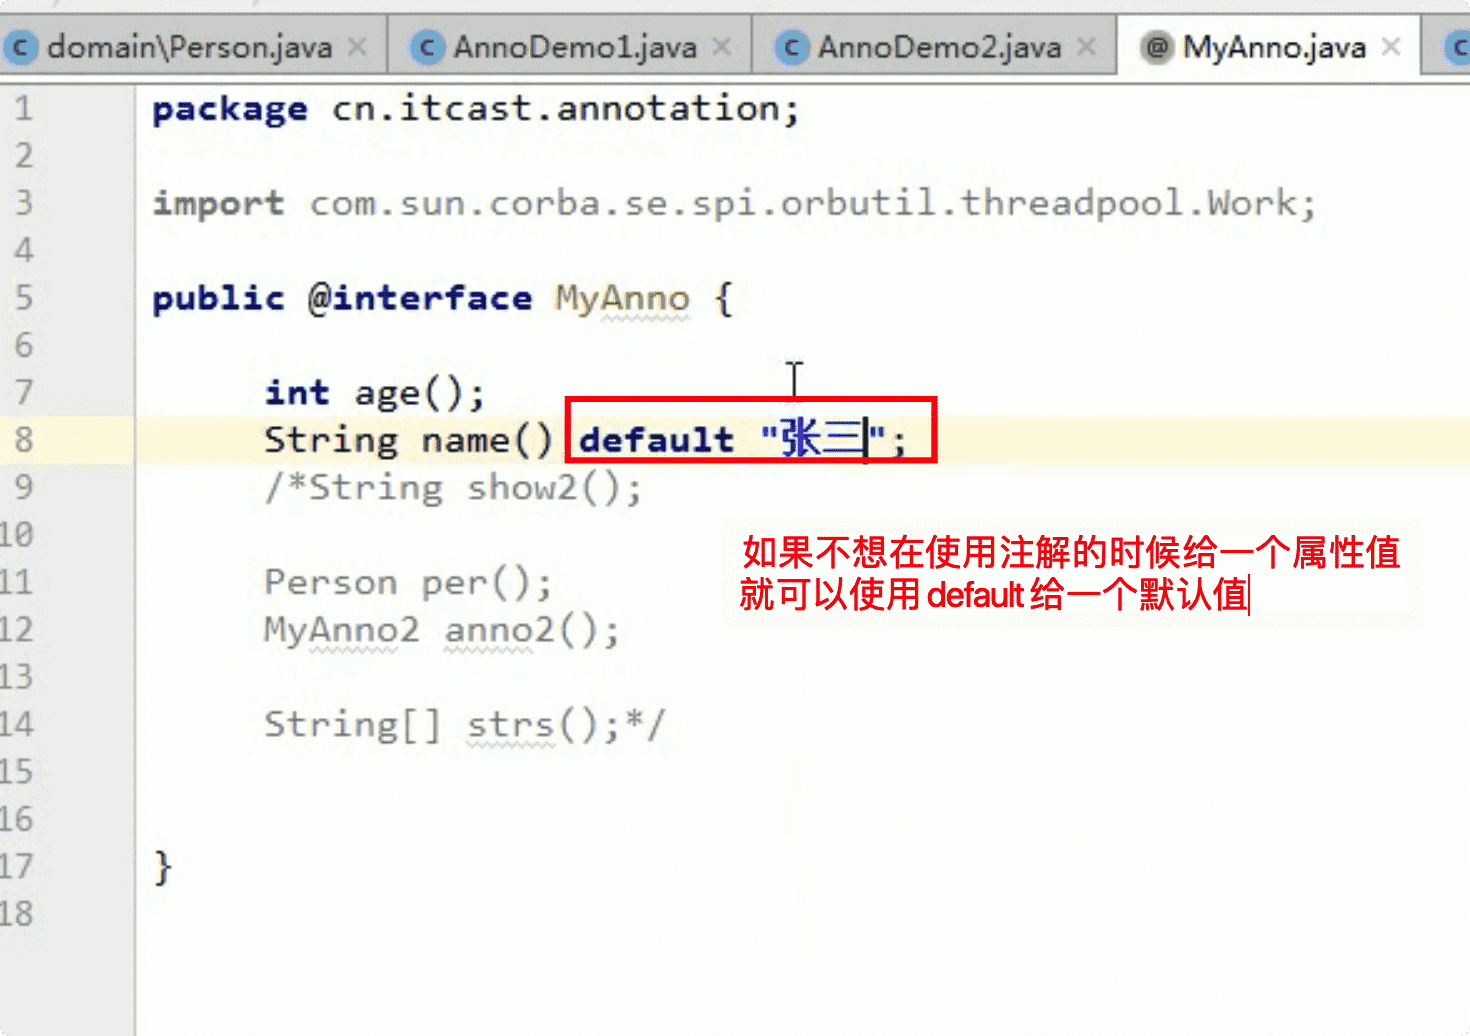 domain\Person.java
AnnoDemo1.java
AnnoDemo2.java
@ MyAnno.java
1 package cn.itcast.annotation;
2
3 import com.sun.corba.se.spi.orbutil.threadpool.Work;
4
5 public @interface MyAnno {
6
7 int age();
8 String name() default "张三";
9 /*String show2();
10
如果不想在使用注解的时候给一个属性值
11 Person per();
就可以使用default给一个默认值
12 MyAnno2 anno2();
13
14 String[] strs();*/
15
16
17 }
18